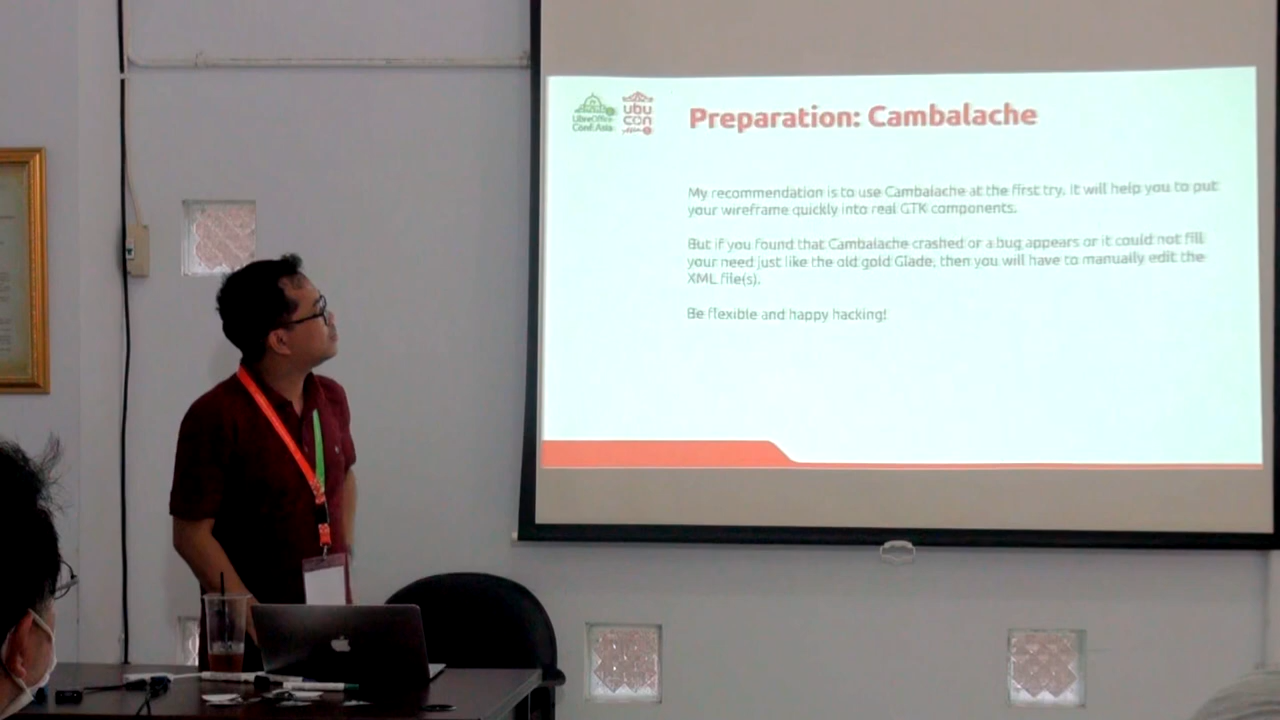 LibreOffice
Conf.Asia
ubu
con
Preparation: Cambalache
My recommendation is to use Cambalache at the first try. It will help you to put
your wireframe quickly into real GTK components.
But if you found that Cambalache crashed or a bug appears or it could not fill
your need just like the old gold Glade, then you will have to manually edit the
XML file(s).
Be flexible and happy hacking!